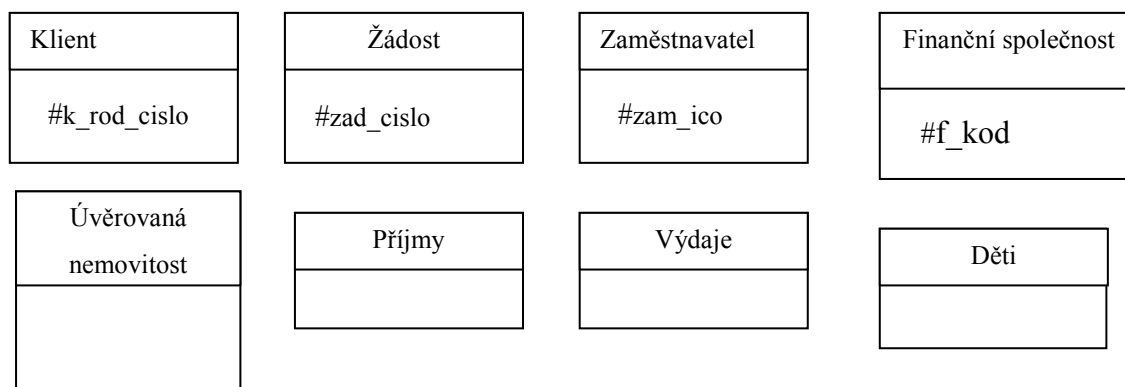 Klient
Žádost
Zaměstnavatel
Finanční společnost
#k_rod_cislo
#zad_cislo
#zam_ico
#f_kod
Úvěrovaná
nemovitost
Příjmy
Výdaje
Děti